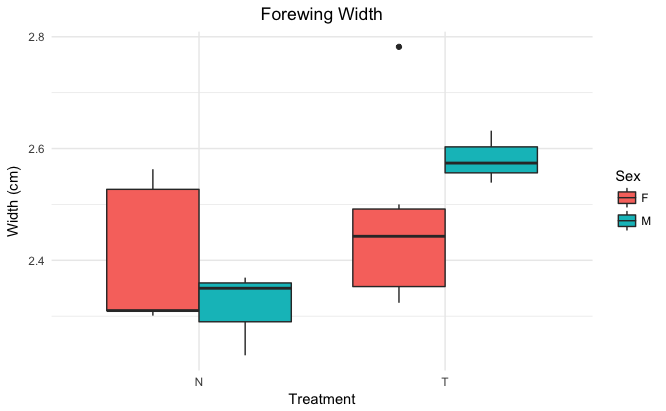 Forewing Width
2.8
2.6
2.4
Width (cm)
N
T
Treatment
Sex
F
M